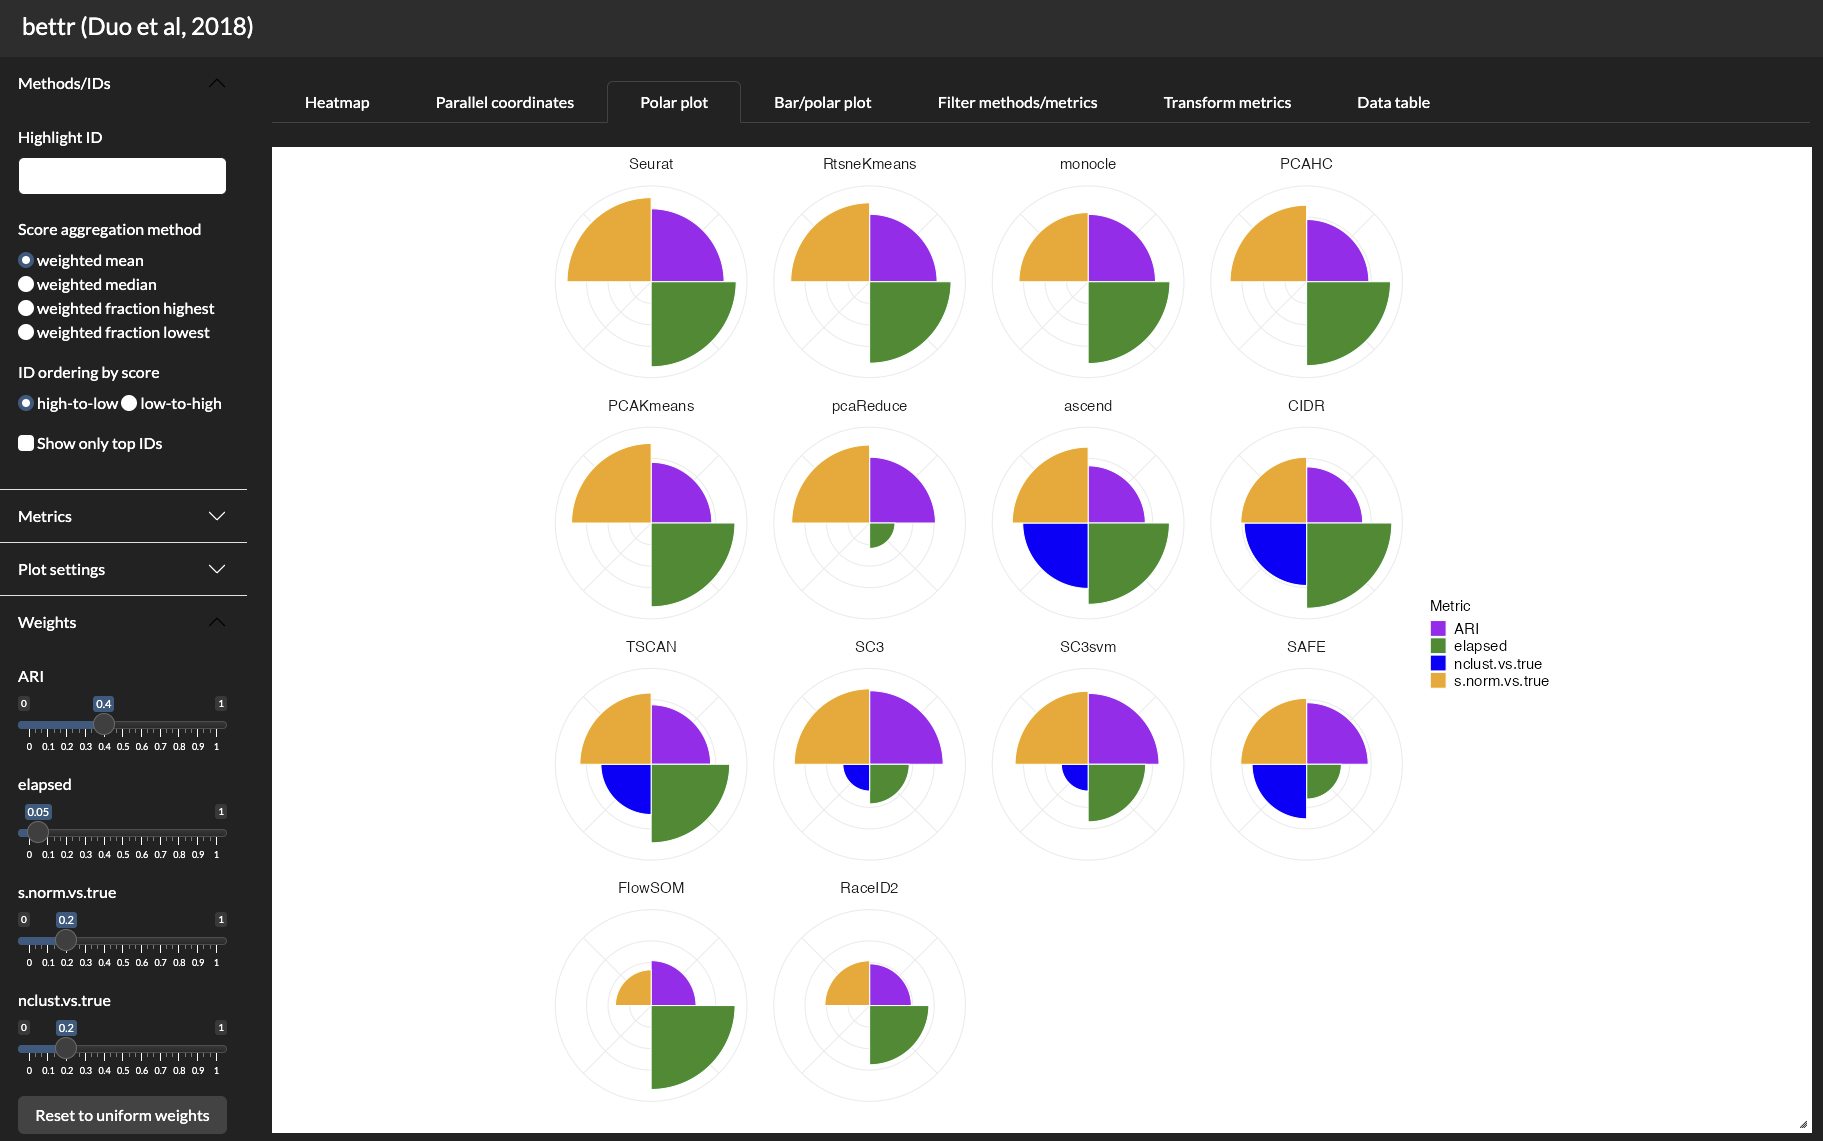 bettr (Duo et al, 2018)
Methods/IDs
Highlight ID
Score aggregation method
weighted mean
weighted median
weighted fraction highest
weighted fraction lowest
ID ordering by score
high-to-low low-to-high
Show only top IDs
Metrics
Plot settings
Weights
ARI
0 0.4 1
0 0.1 0.2 0.3 0.4 0.5 0.6 0.7 0.8 0.9 1
elapsed
0.05 1
0 0.1 0.2 0.3 0.4 0.5 0.6 0.7 0.8 0.9 1
s.norm.vs.true
0 0.2 1
0 0.1 0.2 0.3 0.4 0.5 0.6 0.7 0.8 0.9 1
nclust.vs.true
0 0.2 1
0 0.1 0.2 0.3 0.4 0.5 0.6 0.7 0.8 0.9 1
Reset to uniform weights
Heatmap Parallel coordinates Polar plot Bar/polar plot Filter methods/metrics Transform metrics Data table
Seurat RtsneKmeans monocle PCAHC
PCAKmeans pcaReduce ascend CIDR
TSCAN SC3 SC3svm SAFE
FlowSOM RaceID2
Metric
ARI
elapsed
nclust.vs.true
s.norm.vs.true